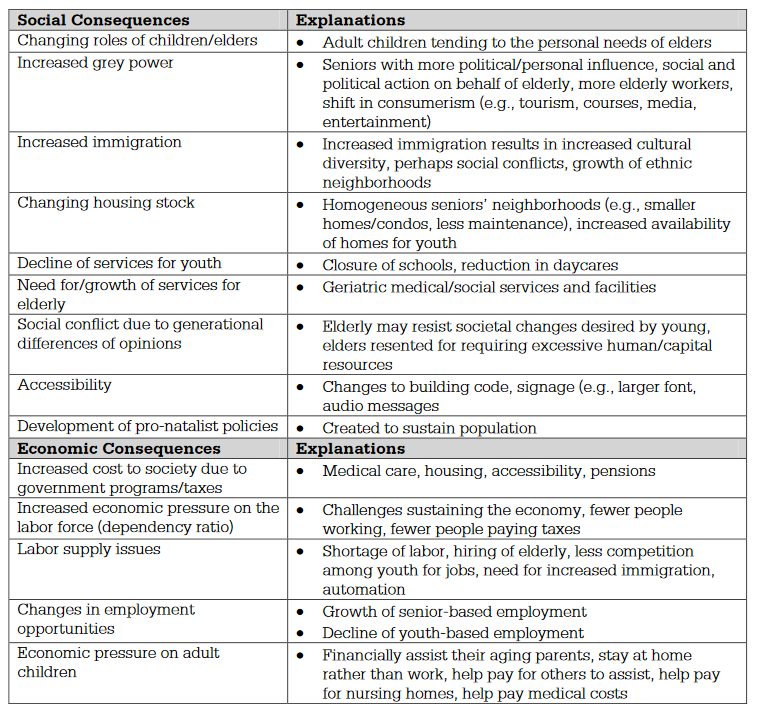 Social Consequences Explanations
Changing roles of children/elders ● Adult children tending to the personal needs of elders
Increased grey power ● Seniors with more political/personal influence, social and
political action on behalf of elderly, more elderly workers,
shift in consumerism (e.g., tourism, courses, media,
entertainment)
Increased immigration ● Increased immigration results in increased cultural
diversity, perhaps social conflicts, growth of ethnic
neighborhoods
Changing housing stock ● Homogeneous seniors' neighborhoods (e.g., smaller
homes/condos, less maintenance), increased availability
of homes for youth
Decline of services for youth ● Closure of schools, reduction in daycares
Need for/growth of services for
elderly
● Geriatric medical/social services and facilities
Social conflict due to generational
differences of opinions
● Elderly may resist societal changes desired by young,
elders resented for requiring excessive human/capital
resources
Accessibility ● Changes to building code, signage (e.g., larger font,
audio messages
Development of pro-natalist policies ● Created to sustain population
Economic Consequences Explanations
Increased cost to society due to
government programs/taxes
● Medical care, housing, accessibility, pensions
Increased economic pressure on the
labor force (dependency ratio)
● Challenges sustaining the economy, fewer people
working, fewer people paying taxes
Labor supply issues ● Shortage of labor, hiring of elderly, less competition
among youth for jobs, need for increased immigration,
automation
Changes in employment
opportunities
● Growth of senior-based employment
● Decline of youth-based employment
Economic pressure on adult
children
● Financially assist their aging parents, stay at home
rather than work, help pay for others to assist, help pay
for nursing homes, help pay medical costs